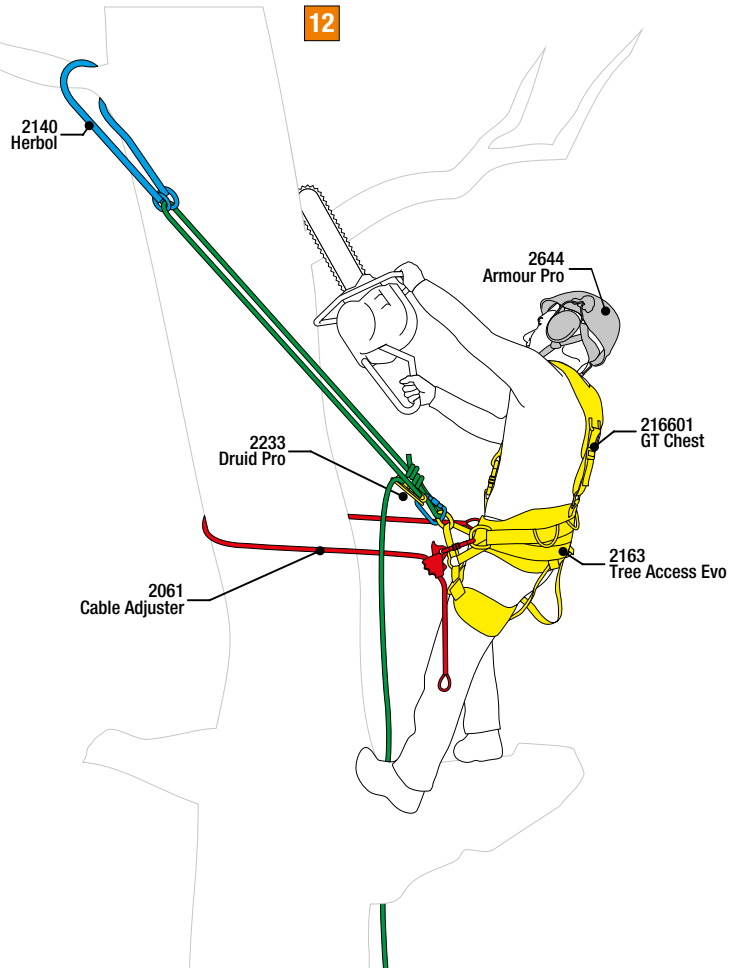 12
2140
Herbol
2644
Armour Pro
216601
GT Chest
2233
Druid Pro
2163
Tree Access Evo
2061
Cable Adjuster